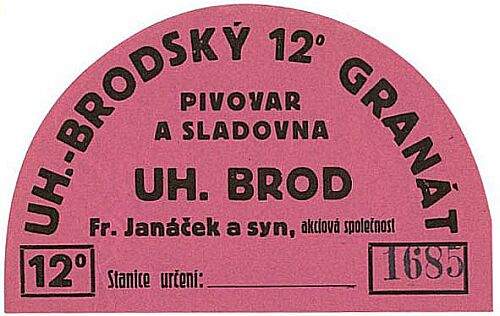 UH.-BRODSKÝ 12° GRANÁT
PIVOVAR
A SLADOVNA
UH. BROD
Fr. Janáček a syn, akciová společnost
12°
Stanice určení:
1685